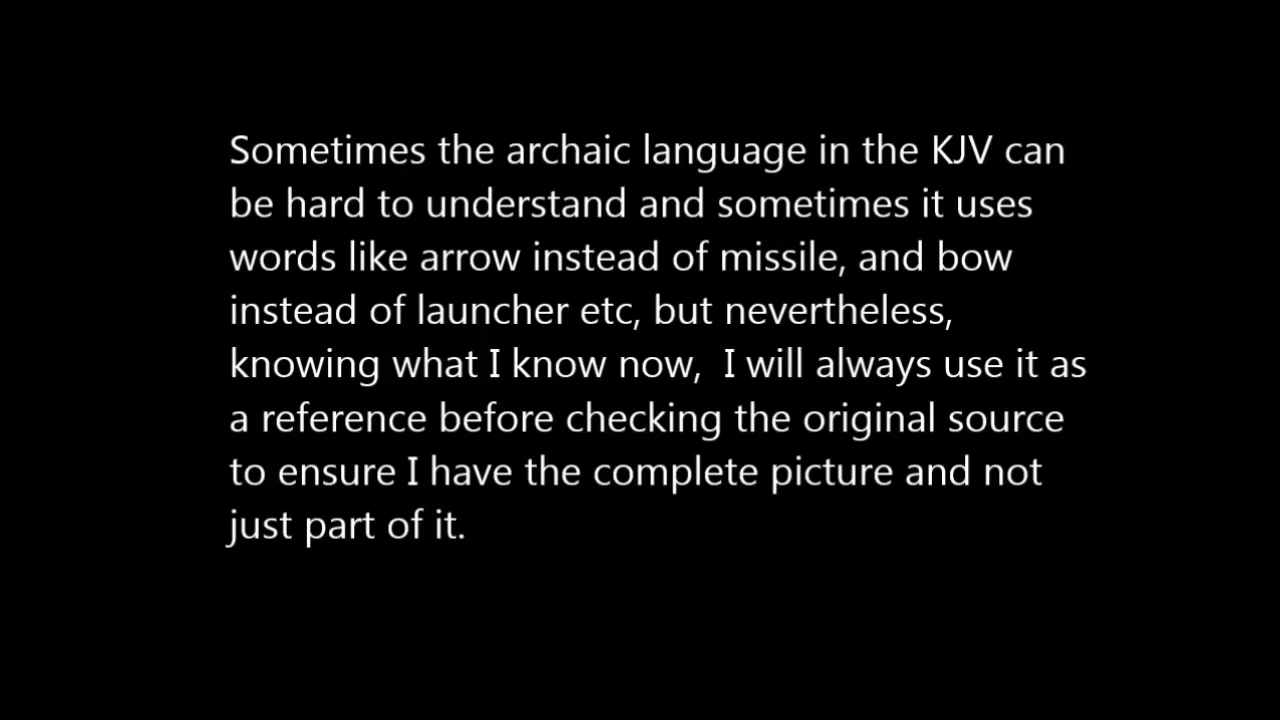 Sometimes the archaic language in the KJV can
be hard to understand and sometimes it uses
words like arrow instead of missile, and bow
instead of launcher etc, but nevertheless,
knowing what I know now,  I will always use it as
a reference before checking the original source
to ensure I have the complete picture and not
just part of it.